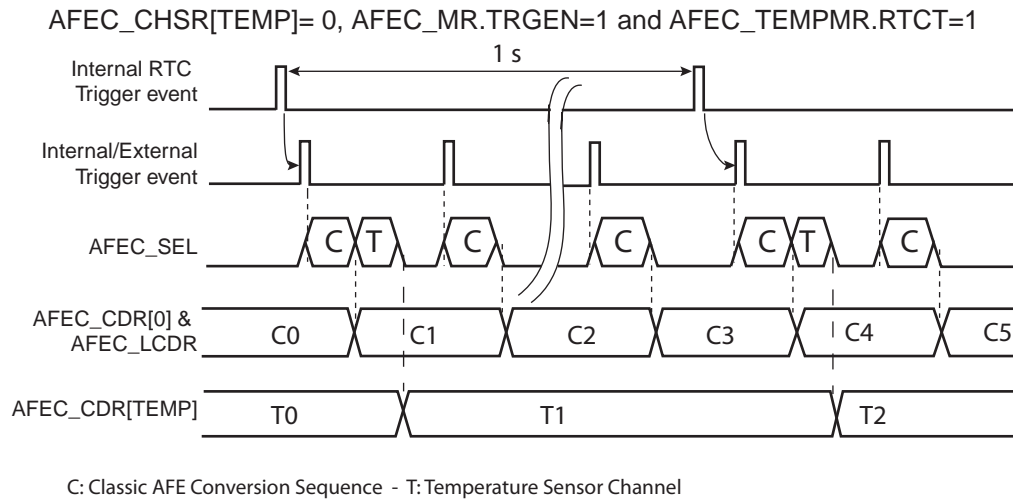 AFEC_CHSR[TEMP]= 0, AFEC_MR.TRGEN=1 and AFEC_TEMPMR.RTCT=1
1 s
Internal RTC
Trigger event
Internal/External
Trigger event
AFEC_SEL
C T C C C T C
AFEC_CDR[0] &
AFEC_LCDR
C0 C1 C2 C3 C4 C5
AFEC_CDR[TEMP]
T0 T1 T2
C: Classic AFE Conversion Sequence - T: Temperature Sensor Channel